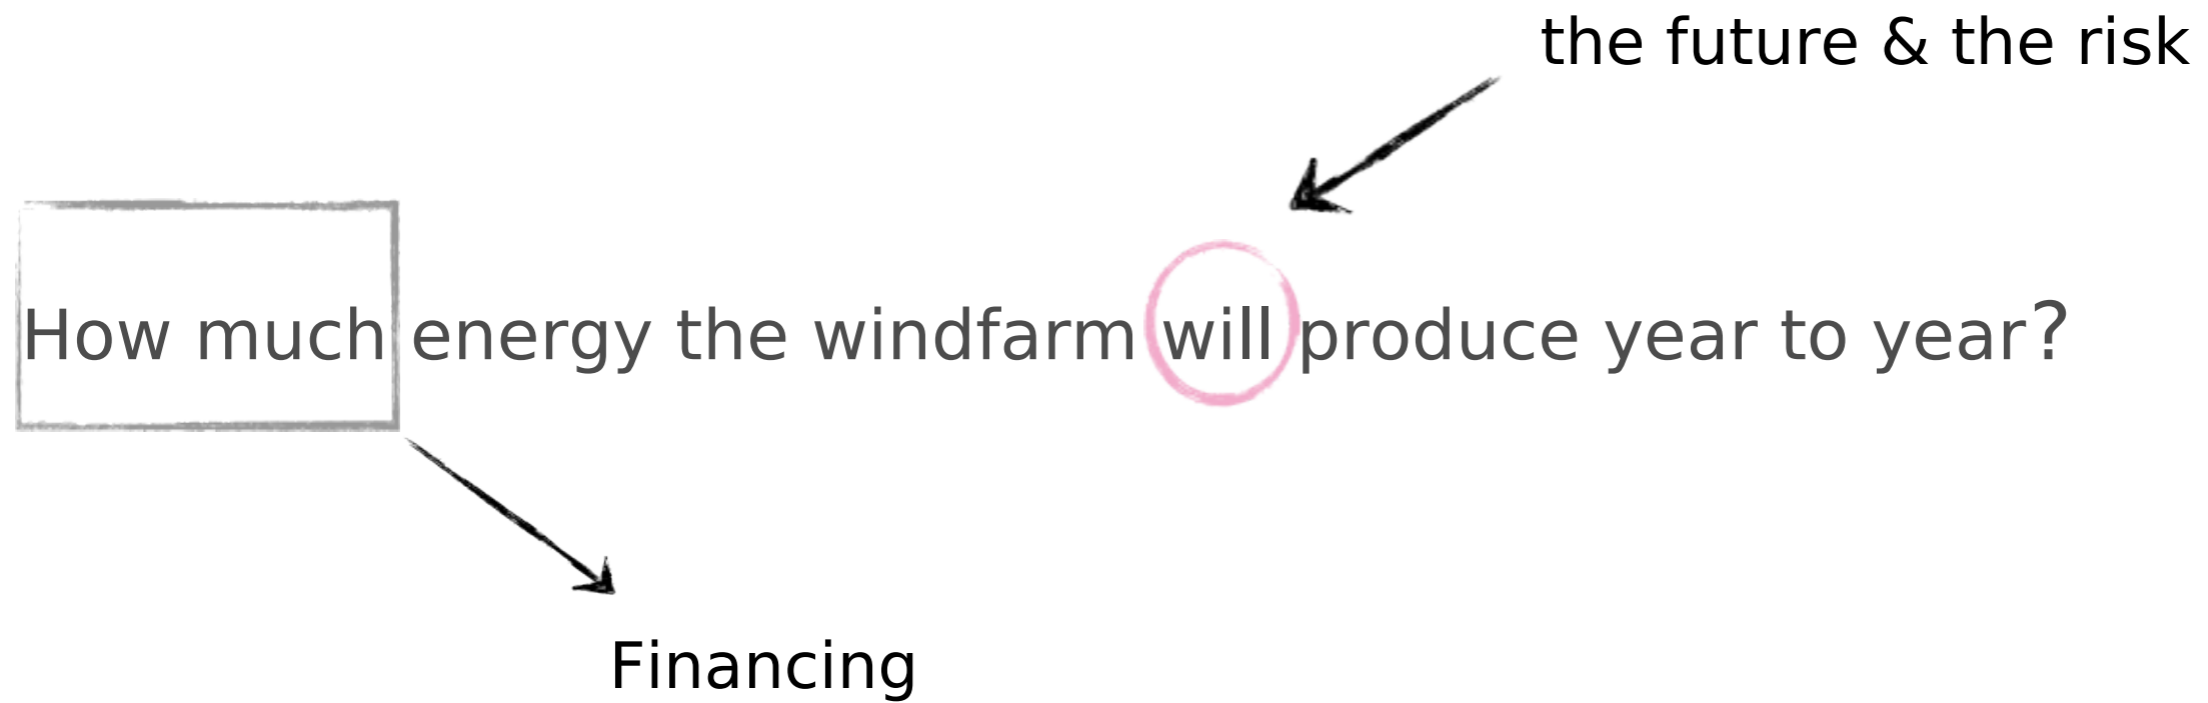 the future & the risk
How much energy the windfarm will produce year to year?
Financing